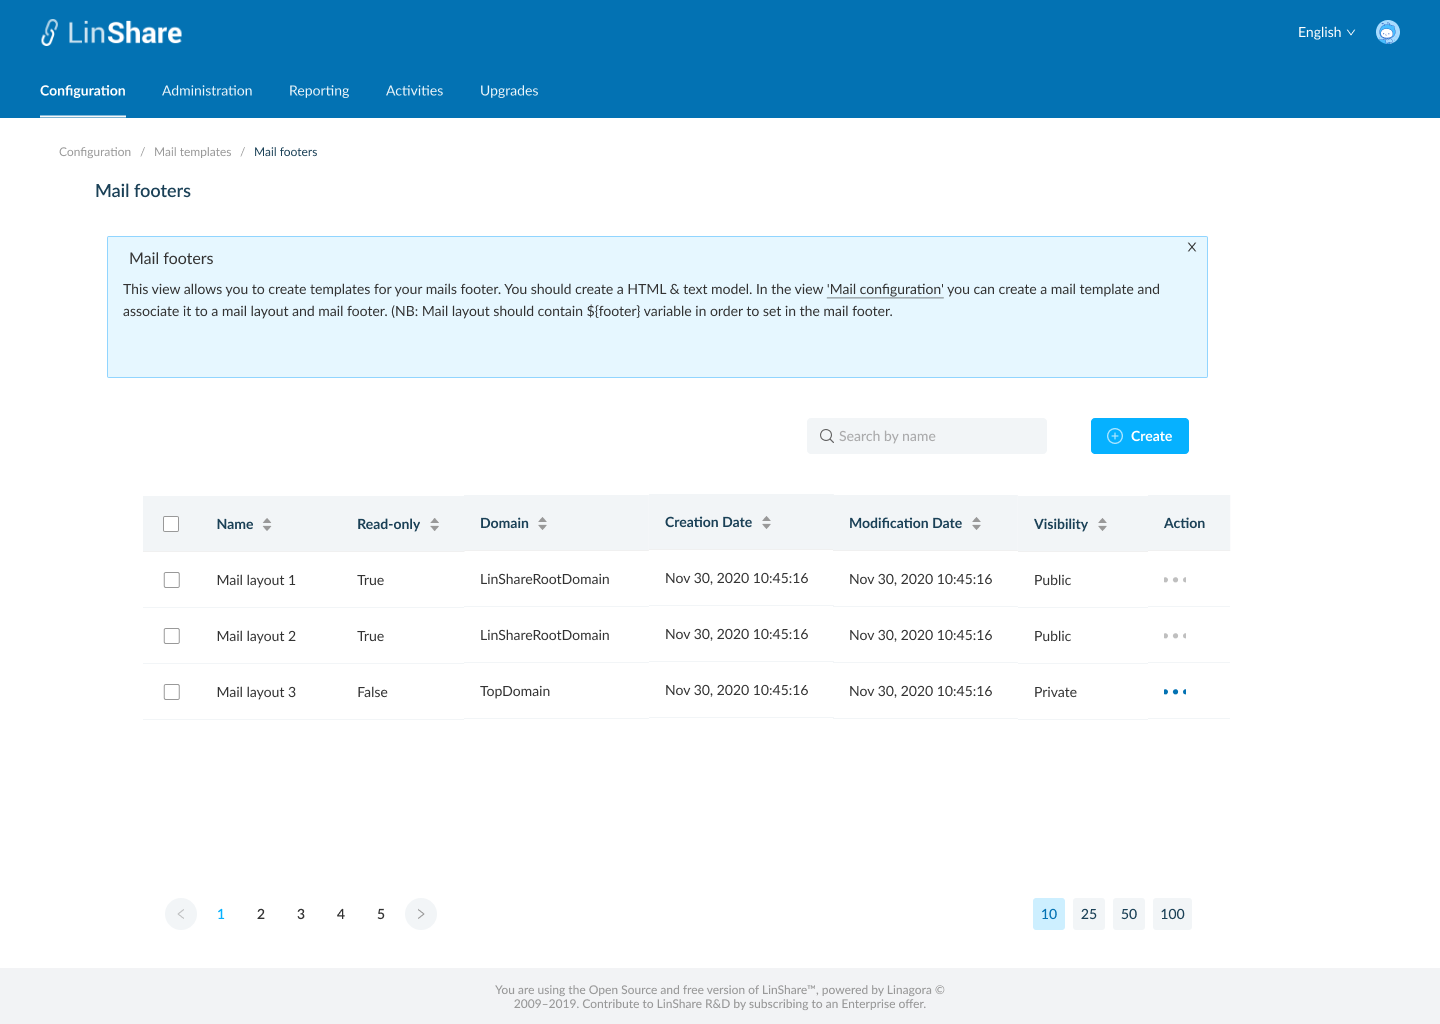 LinShare
English
Configuration Administration Reporting Activities Upgrades
Configuration / Mail templates / Mail footers
Mail footers
X
Mail footers
This view allows you to create templates for your mails footer. You should create a HTML & text model. In the view 'Mail configuration' you can create a mail template and
associate it to a mail layout and mail footer. (NB: Mail layout should contain ${footer} variable in order to set in the mail footer.
Search by name
Create
Name Read-only Domain Creation Date Modification Date Visibility Action
Mail layout 1 True LinShareRootDomain Nov 30, 2020 10:45:16 Nov 30, 2020 10:45:16 Public
Mail layout 2 True LinShareRootDomain Nov 30, 2020 10:45:16 Nov 30, 2020 10:45:16 Public
Mail layout 3 False TopDomain Nov 30, 2020 10:45:16 Nov 30, 2020 10:45:16 Private
< 1 2 3 4 5 > 10 25 50 100
You are using the Open Source and free version of LinShare™, powered by Linagora ©
2009–2019. Contribute to LinShare R&D by subscribing to an Enterprise offer.